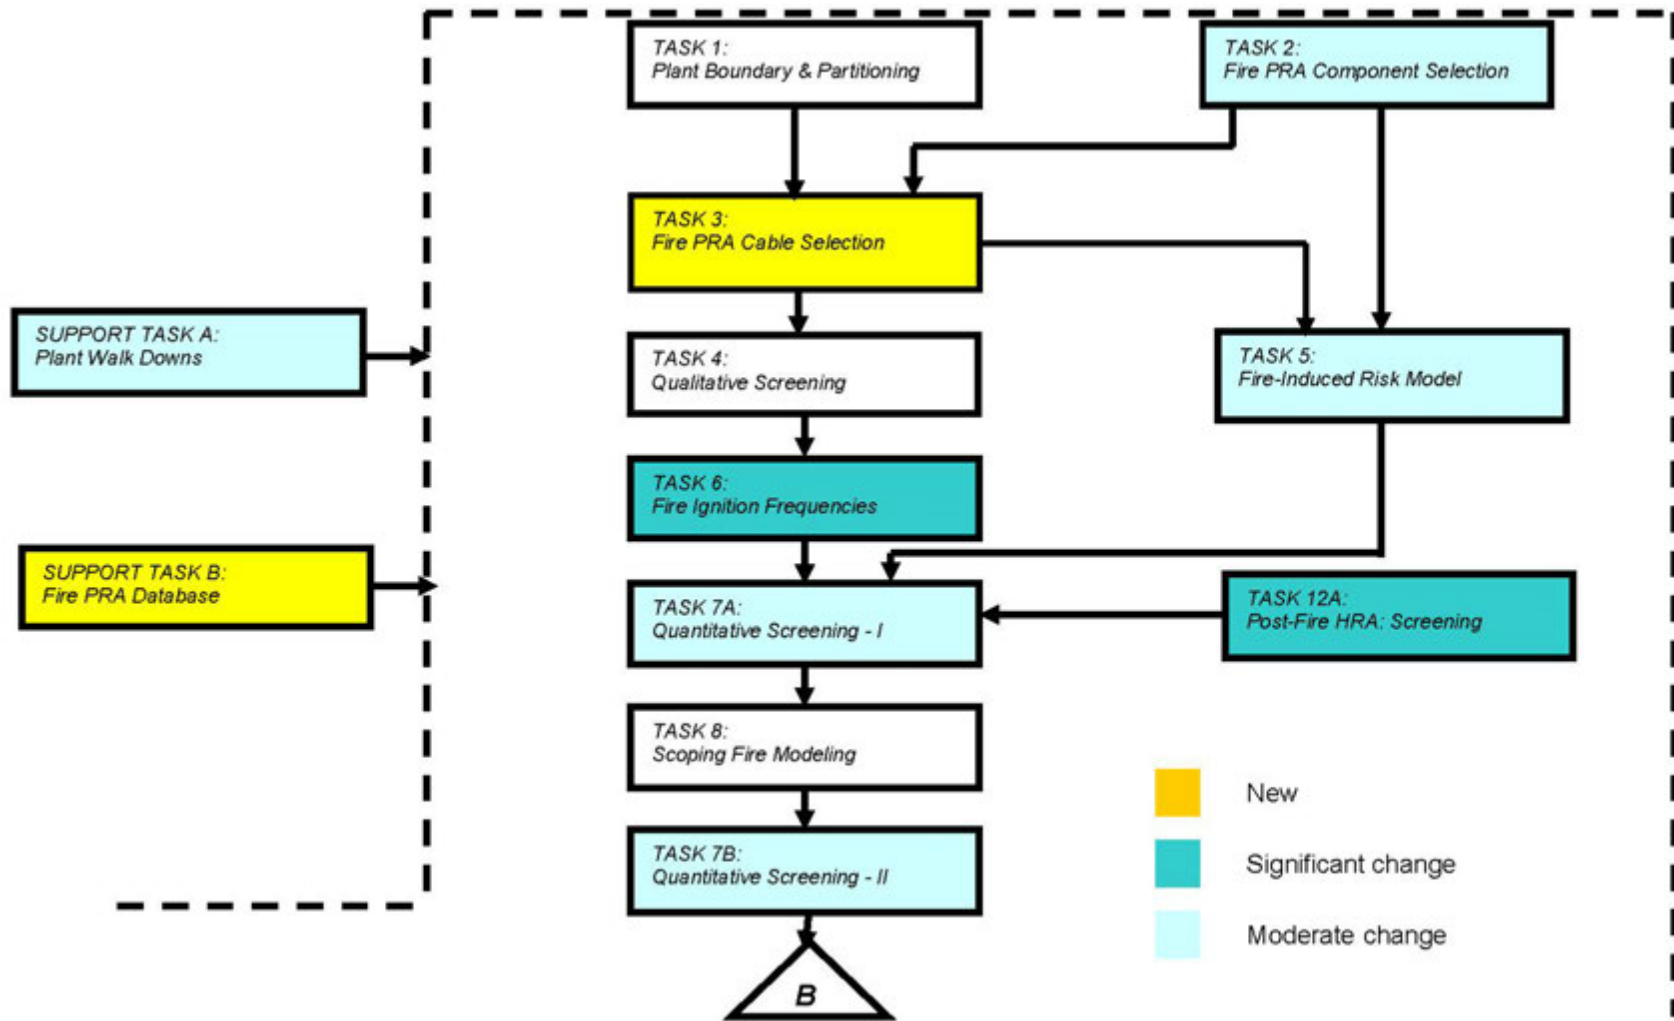 TASK 1:
Plant Boundary & Partitioning
TASK 2:
Fire PRA Component Selection
TASK 3:
Fire PRA Cable Selection
SUPPORT TASK A:
Plant Walk Downs
TASK 4:
Qualitative Screening
TASK 5:
Fire-Induced Risk Model
TASK 6:
Fire Ignition Frequencies
SUPPORT TASK B:
Fire PRA Database
TASK 7A:
Quantitative Screening - I
TASK 12A:
Post-Fire HRA: Screening
TASK 8:
Scoping Fire Modeling
TASK 7B:
Quantitative Screening - II
New
Significant change
Moderate change
B